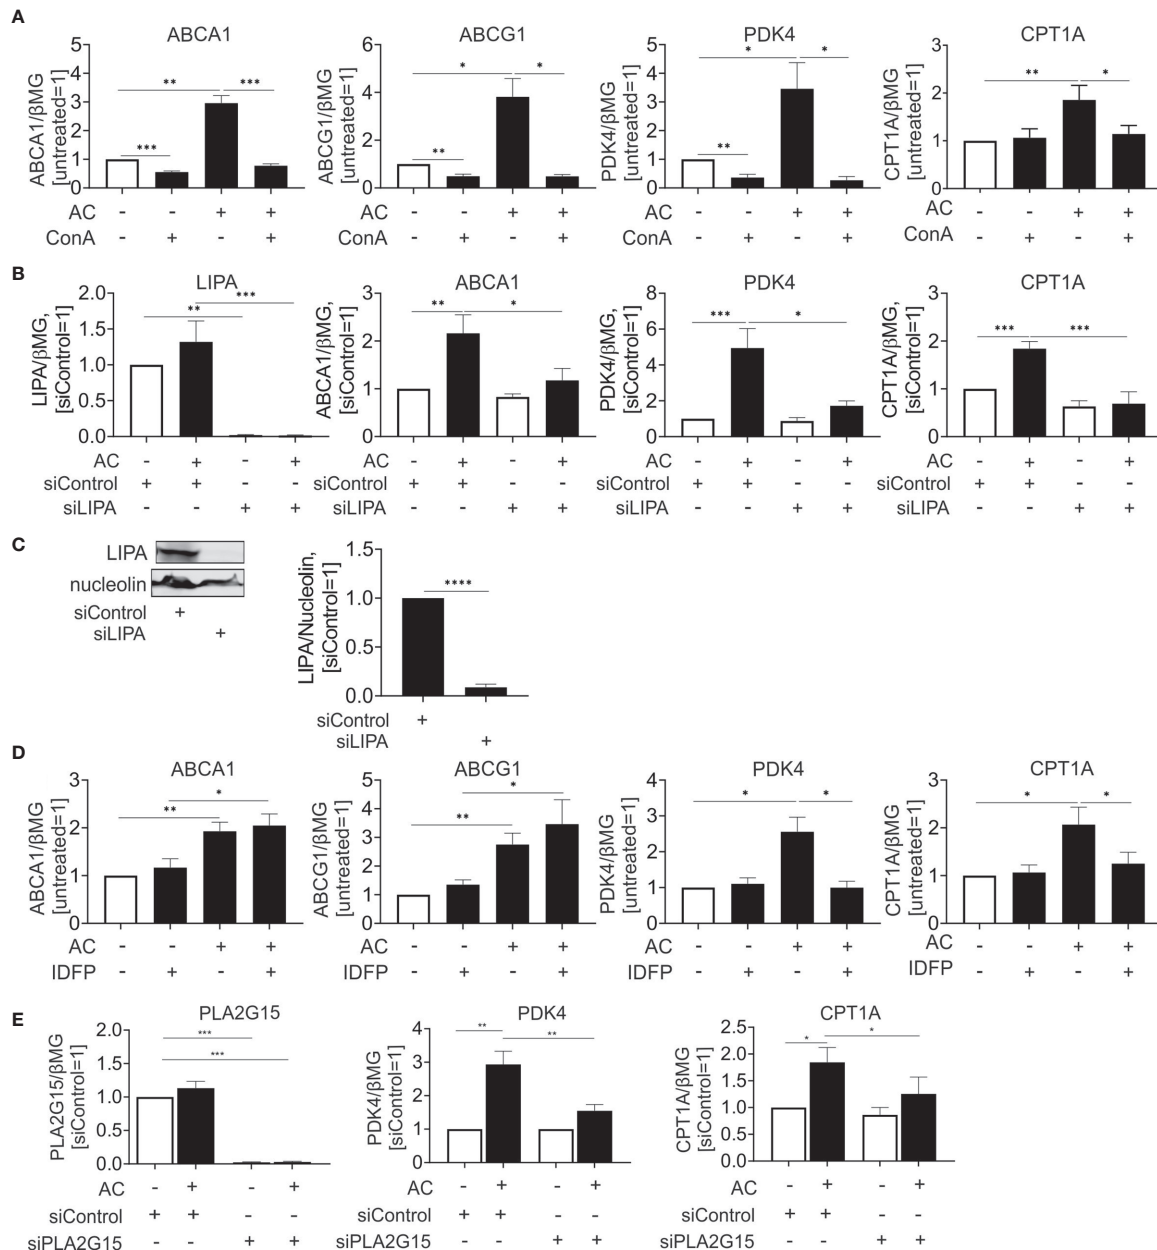 A
ABCA1
ABCA1/βMG
[untreated=1]
5
4
3
2
1
0
** ***
***
AC - - + +
ConA - + - +
ABCG1
ABCG1/βMG
[untreated=1]
6
4
2
0
* *
**
AC - - + +
ConA - + - +
PDK4
PDK4/βMG
[untreated=1]
5
4
3
2
1
0
* *
**
AC - - + +
ConA - + - +
CPT1A
CPT1A/βMG
[untreated=1]
3
2
1
0
** *
AC - - + +
ConA - + - +
B
LIPA
LIPA/βMG,
[siControl=1]
2.0
1.5
1.0
0.5
0.0
***
**
AC - + - +
siControl + + - -
siLIPA - - + +
ABCA1
ABCA1/βMG,
[siControl=1]
3
2
1
0
** *
AC - + - +
siControl + + - -
siLIPA - - + +
PDK4
PDK4/βMG,
[siControl=1]
8
6
4
2
0
*** *
AC - + - +
siControl + + - -
siLIPA - - + +
CPT1A
CPT1A/βMG,
[siControl=1]
3
2
1
0
*** ***
AC - + - +
siControl + + - -
siLIPA - - + +
C
LIPA
nucleolin
siControl +
siLIPA +
LIPA/Nucleolin,
[siControl=1]
1.5
1.0
0.5
0.0
****
siControl +
siLIPA +
D
ABCA1
ABCA1/βMG
[untreated=1]
3
2
1
0
*
**
AC - - + +
IDFP - + - +
ABCG1
ABCG1/βMG
[untreated=1]
5
4
3
2
1
0
*
**
AC - - + +
IDFP - + - +
PDK4
PDK4/βMG
[untreated=1]
4
3
2
1
0
* *
AC - - + +
IDFP - + - +
CPT1A
CPT1A/βMG
[untreated=1]
3
2
1
0
* *
AC - - + +
IDFP - + - +
E
PLA2G15
PLA2G15/βMG
[siControl=1]
2.0
1.5
1.0
0.5
0.0
***
***
AC - + - +
siControl + + - -
siPLA2G15 - - + +
PDK4
PDK4/βMG
[siControl=1]
4
3
2
1
0
** **
AC - + - +
siControl + + - -
siPLA2G15 - - + +
CPT1A
CPT1A/βMG
[siControl=1]
2.5
2.0
1.5
1.0
0.5
0.0
* *
AC - + - +
siControl + + - -
siPLA2G15 - - + +